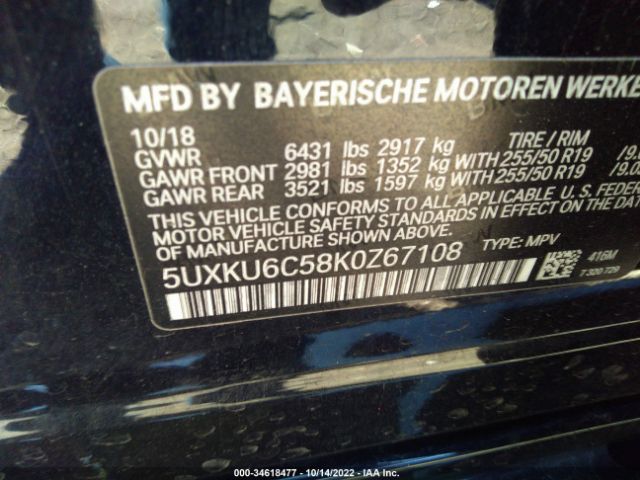 MFD BY BAYERISCHE MOTOREN WERKE
10/18 TIRE / RIM
GVWR 6431 lbs 2917 kg
GAWR FRONT 2981 lbs 1352 kg WITH 255/50 R19
GAWR REAR 3521 lbs 1597 kg WITH 255/50 R19
THIS VEHICLE CONFORMS TO ALL APPLICABLE U.S. FEDER
MOTOR VEHICLE SAFETY STANDARDS IN EFFECT ON THE DAT
OF MANUFACTURE SHOWN ABOVE.
5UXKU6C58K0Z67108 TYPE: MPV
416M
7 320 729
000-34618477 - 10/14/2022 - IAA Inc.